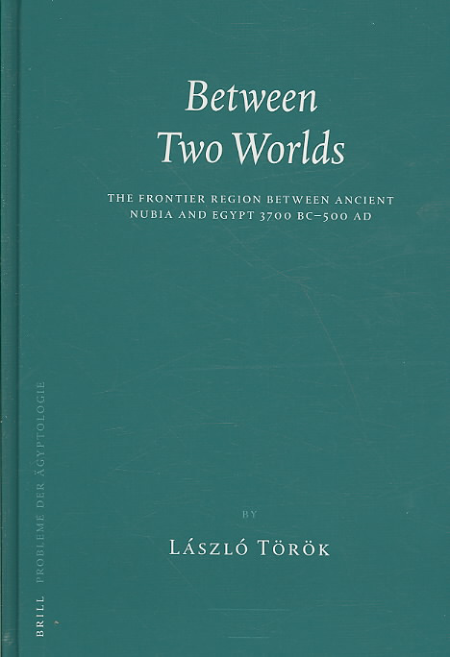 Between
Two Worlds
THE FRONTIER REGION BETWEEN ANCIENT
NUBIA AND EGYPT 3700 BC–500 AD
BY
LÁSZLÓ TÖRÖK
BRILL PROBLEME DER ÄGYPTOLOGIE